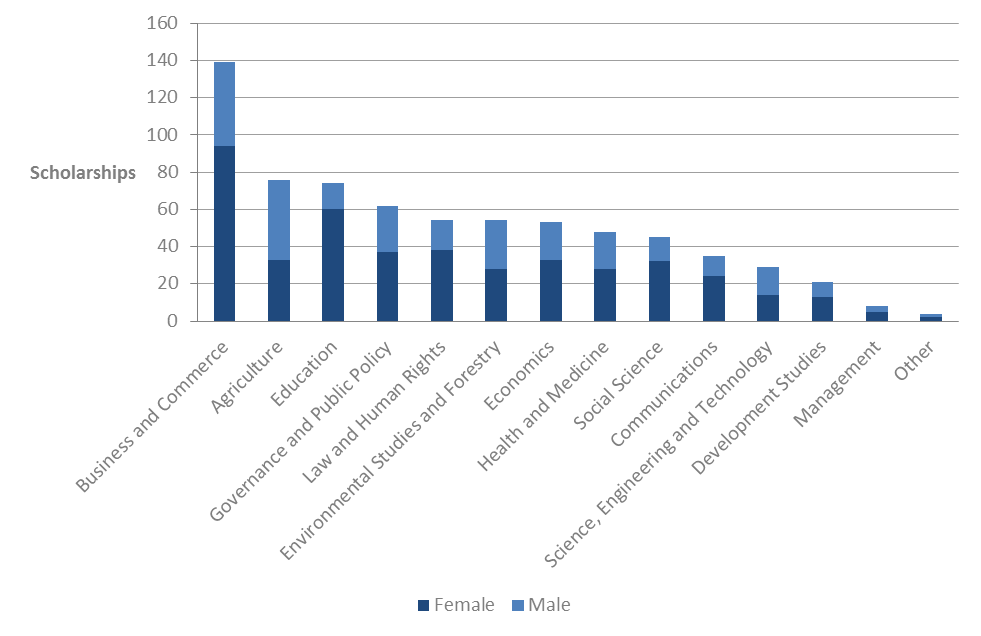 160
140
120
100
Scholarships 80
60
40
20
0
Business and Commerce
Agriculture
Education
Governance and Public Policy
Law and Human Rights
Environmental Studies and Forestry
Economics
Health and Medicine
Social Science
Communications
Science, Engineering and Technology
Development Studies
Management
Other
Female Male